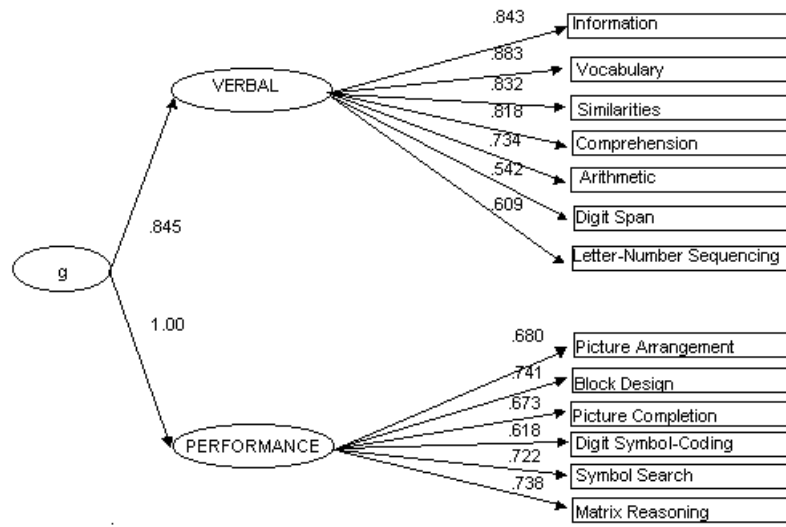 .843
Information
.883
Vocabulary
VERBAL
.832
Similarities
.818
Comprehension
.734
Arithmetic
.542
Digit Span
.609
Letter-Number Sequencing
.845
g
1.00
.680
Picture Arrangement
.741
Block Design
.673
Picture Completion
.618
Digit Symbol-Coding
PERFORMANCE
.722
Symbol Search
.738
Matrix Reasoning